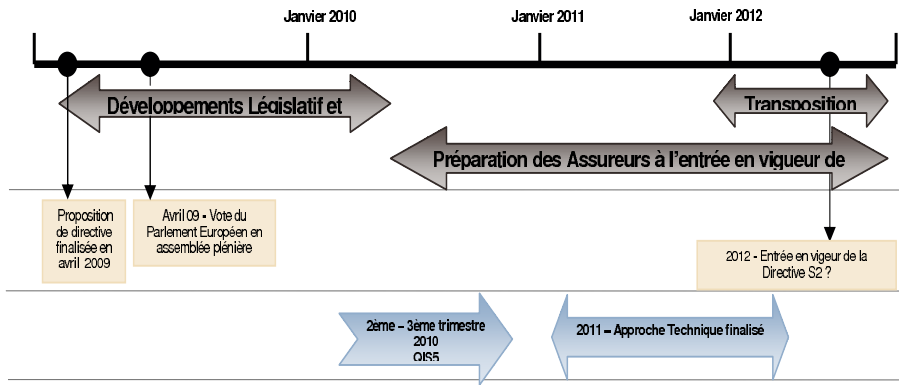 Janvier 2010
Janvier 2011
Janvier 2012
Développements Législatif et
Transposition
Préparation des Assureurs à l'entrée en vigueur de
Proposition
de directive
finalisée en
avril 2009
Avril 09 - Vote du
Parlement Européen en
assemblée plénière
2012 - Entrée en vigeur de la
Directive S2 ?
2ème – 3ème trimestre
2010
QIS5
2011 – Approche Technique finalisé